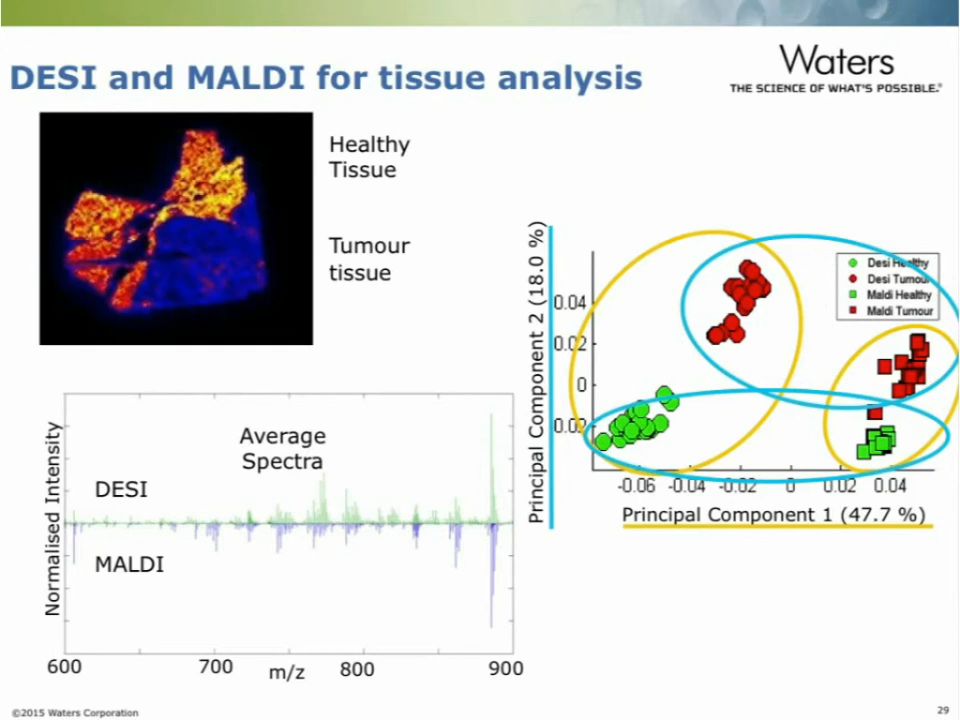 DESI and MALDI for tissue analysis
Waters
THE SCIENCE OF WHAT'S POSSIBLE.®
Healthy
Tissue
Tumour
tissue
Principal Component 2 (18.0 %)
0.04
0.02
0
0.02
Desi Healthy
Desi Tumour
Maldi Healthy
Maldi Tumour
-0.06 -0.04 -0.02 0 0.02 0.04
Principal Component 1 (47.7 %)
Normalised Intensity
Average
Spectra
DESI
MALDI
600 700 m/z 800 900
©2015 Waters Corporation
29